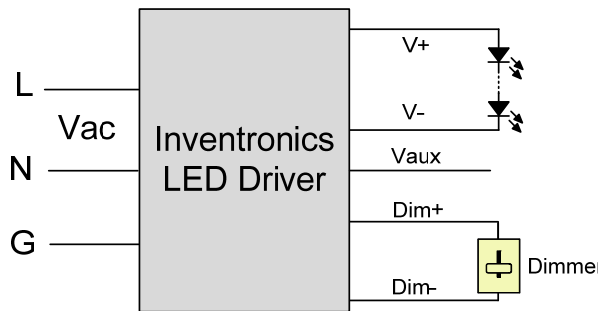 L
Vac
N
G
Inventronics
LED Driver
V+
V-
Vaux
Dim+
Dim-
Dimmer